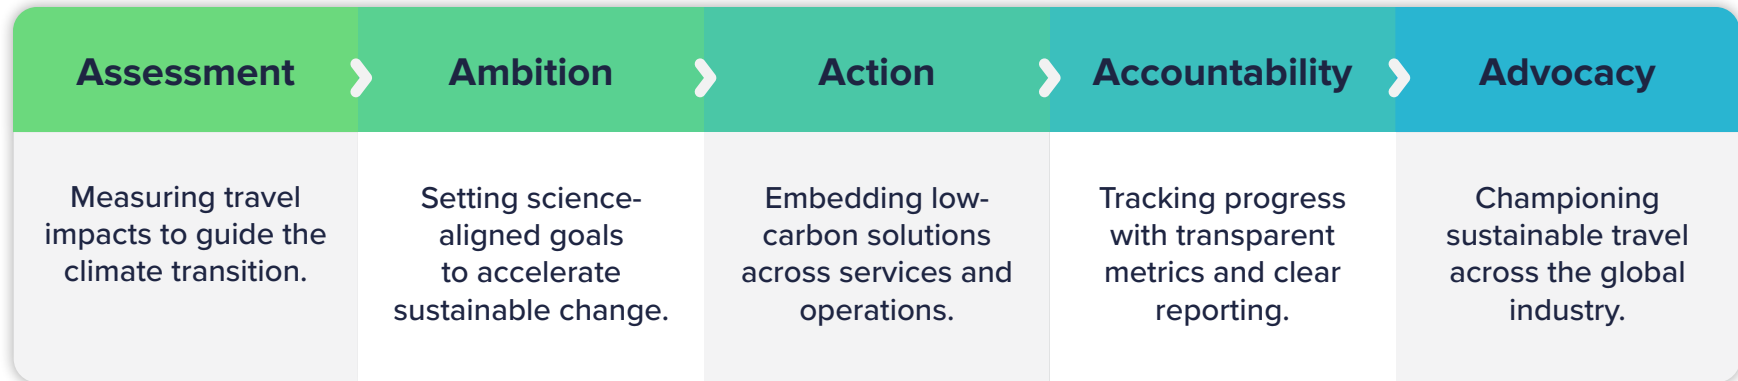 Assessment
Ambition
Action
Accountability
Advocacy
Measuring travel
impacts to guide the
climate transition.
Setting science-
aligned goals
to accelerate
sustainable change.
Embedding low-
carbon solutions
across services and
operations.
Tracking progress
with transparent
metrics and clear
reporting.
Championing
sustainable travel
across the global
industry.